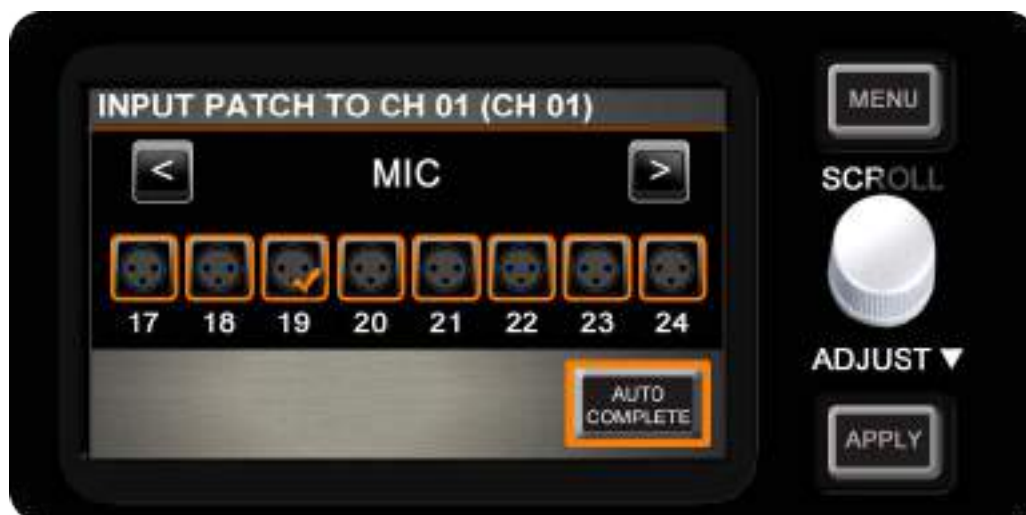 INPUT PATCH TO CH 01 (CH 01)
MENU
<
MIC
>
SCROLL
17 18 19 20 21 22 23 24
ADJUST ▼
AUTO
COMPLETE
APPLY